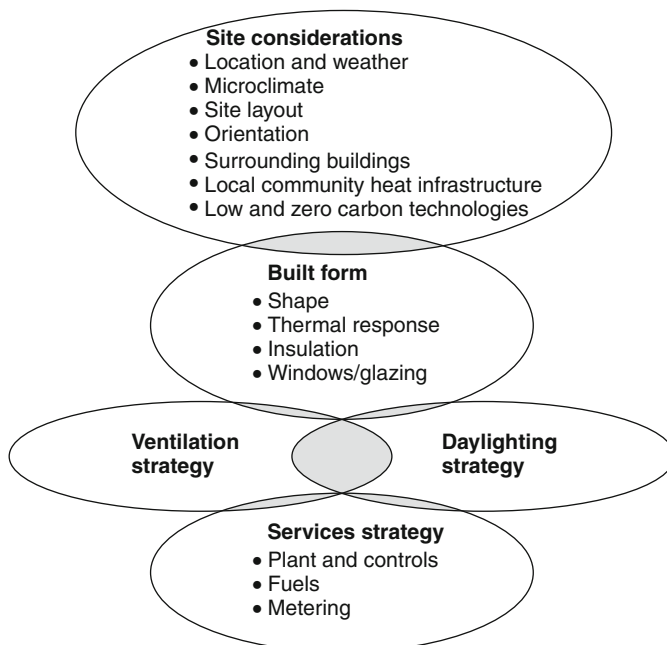 Site considerations
• Location and weather
• Microclimate
• Site layout
• Orientation
• Surrounding buildings
• Local community heat infrastructure
• Low and zero carbon technologies
Built form
• Shape
• Thermal response
• Insulation
• Windows/glazing
Ventilation
strategy
Daylighting
strategy
Services strategy
• Plant and controls
• Fuels
• Metering